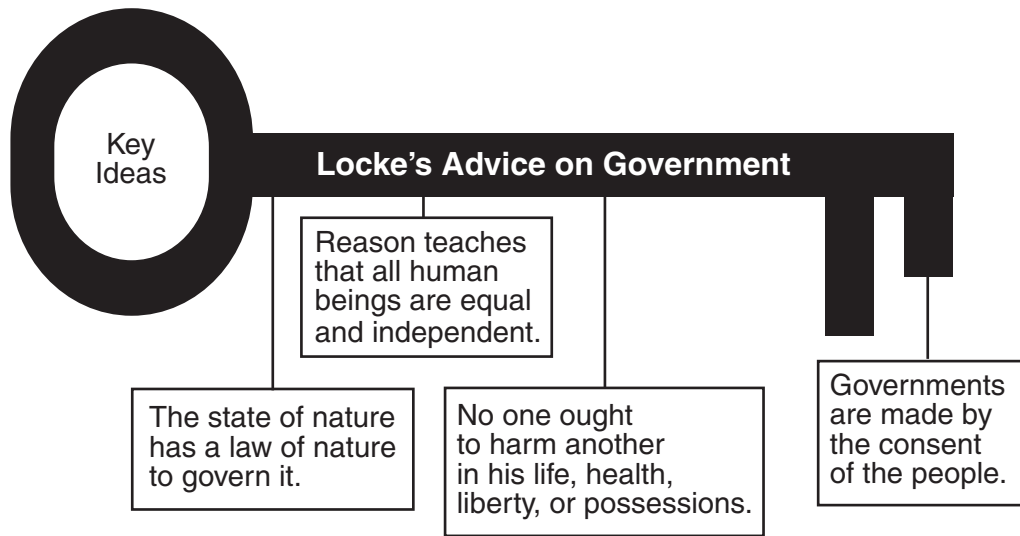 Key
Ideas
Locke's Advice on Government
Reason teaches
that all human
beings are equal
and independent.
The state of nature
has a law of nature
to govern it.
No one ought
to harm another
in his life, health,
liberty, or possessions.
Governments
are made by
the consent
of the people.